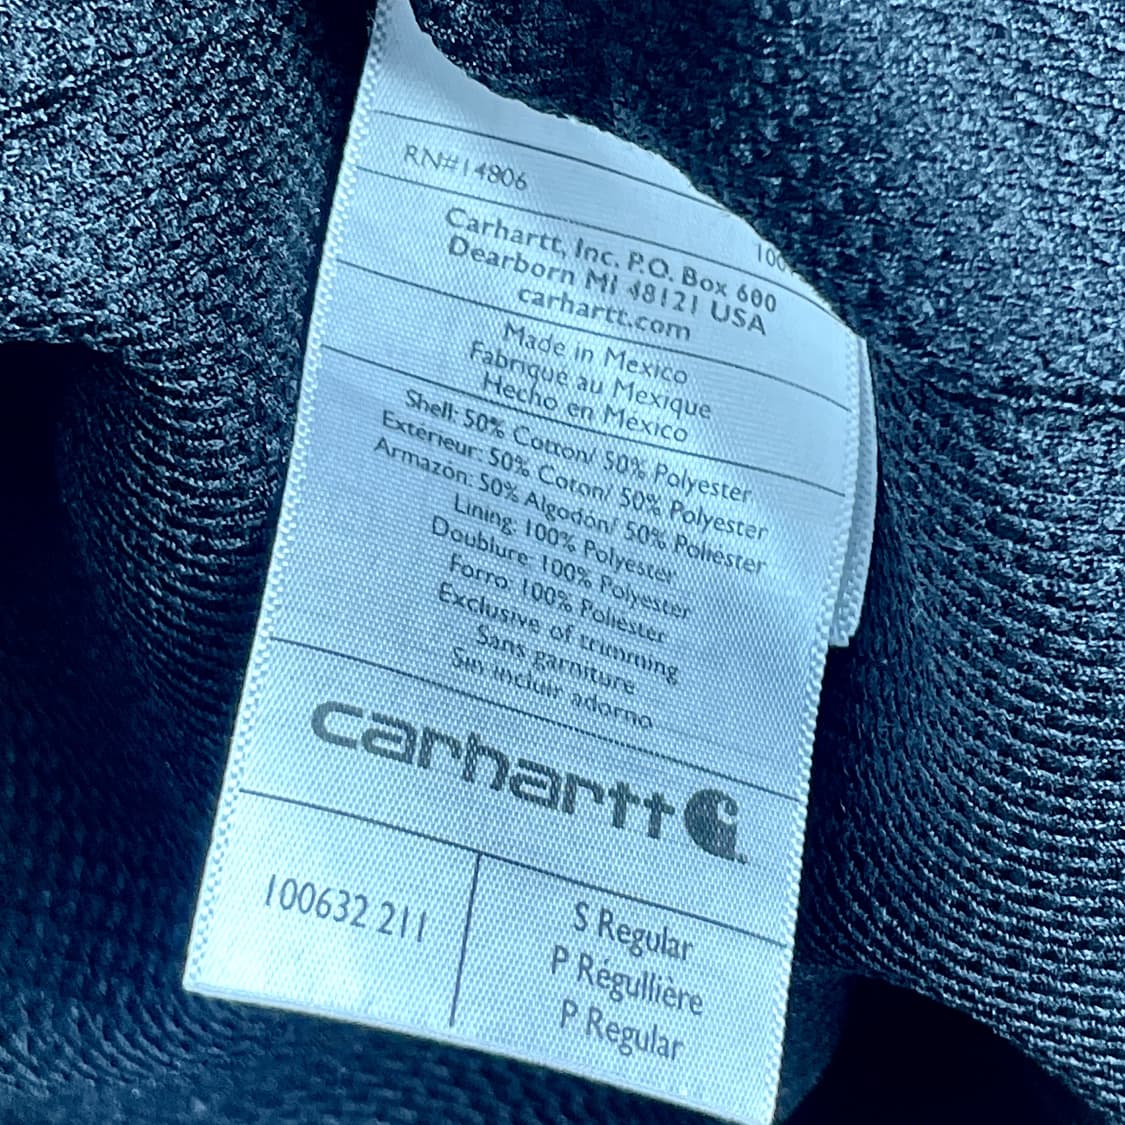 RN#14806
100
Carhartt, Inc. P.O. Box 600
Dearborn MI 48121 USA
carhartt.com
Made in Mexico
Fabriqué au Mexique
Hecho en México
Shell: 50% Cotton/ 50% Polyester
Extérieur: 50% Coton/ 50% Polyester
Armazón: 50% Algodón/ 50% Poliéster
Lining: 100% Polyester
Doublure: 100% Polyester
Forro: 100% Poliéster
Exclusive of trimming
Sans garniture
Sin incluir adorno
carhartt
100632 211
S Regular
P Régullière
P Regular